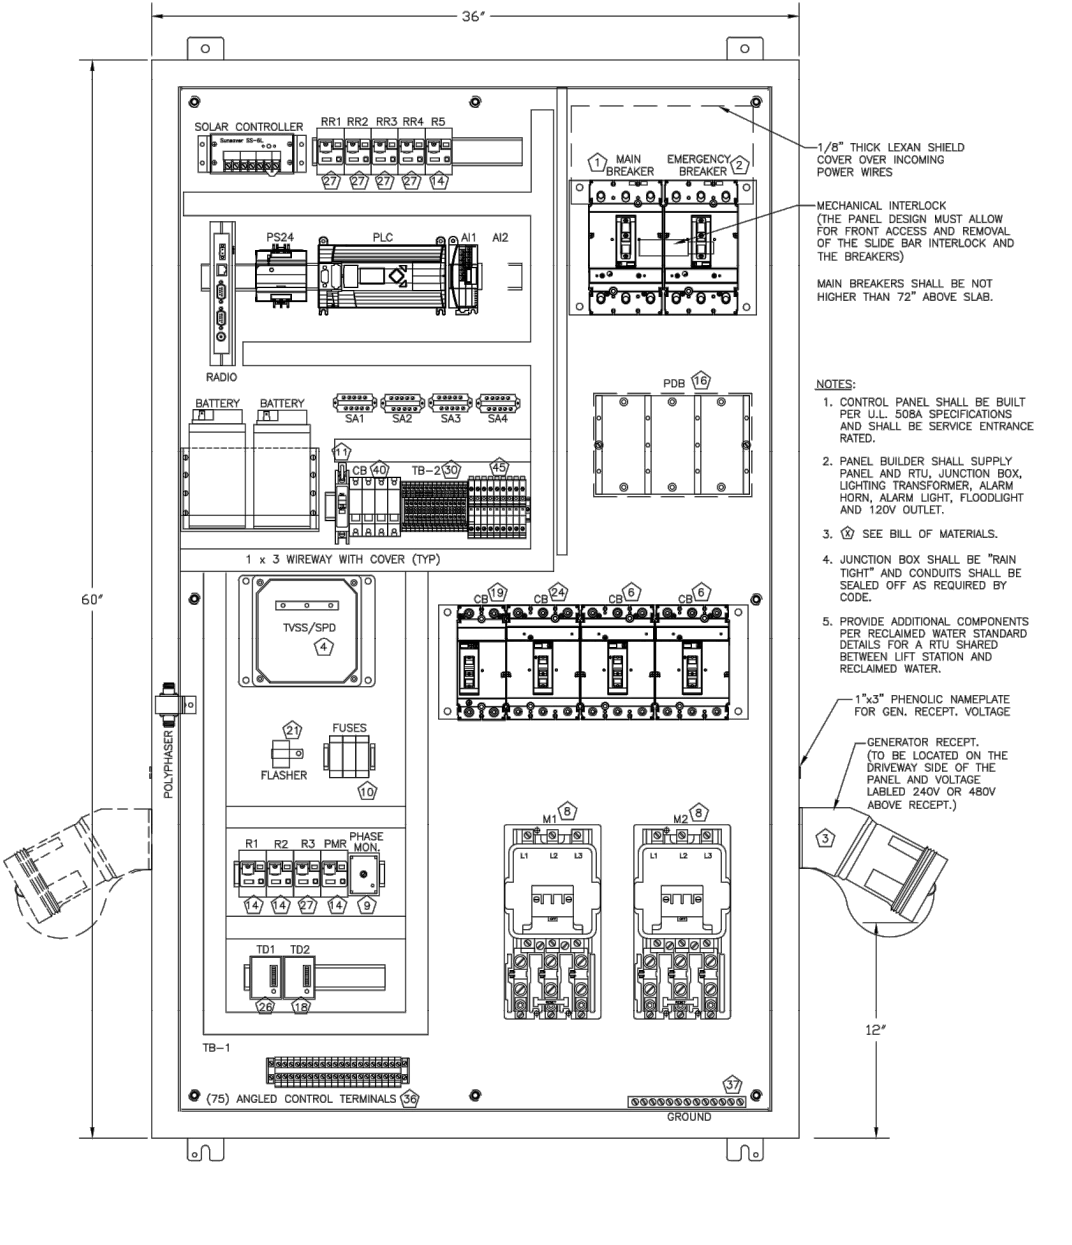 36"
SOLAR CONTROLLER
Sunsaver SS-6L
RR1 RR2 RR3 RR4 R5
27 27 27 27 14
1 MAIN
BREAKER
EMERGENCY 2
BREAKER
1/8" THICK LEXAN SHIELD
COVER OVER INCOMING
POWER WIRES
MECHANICAL INTERLOCK
(THE PANEL DESIGN MUST ALLOW
FOR FRONT ACCESS AND REMOVAL
OF THE SLIDE BAR INTERLOCK AND
THE BREAKERS)
MAIN BREAKERS SHALL BE NOT
HIGHER THAN 72" ABOVE SLAB.
PS24 PLC AI1 AI2
RADIO
BATTERY BATTERY
SA1 SA2 SA3 SA4
PDB 16
11 CB 40 TB-2 30 45
1 x 3 WIREWAY WITH COVER (TYP)
NOTES:
1. CONTROL PANEL SHALL BE BUILT
PER U.L. 508A SPECIFICATIONS
AND SHALL BE SERVICE ENTRANCE
RATED.
2. PANEL BUILDER SHALL SUPPLY
PANEL AND RTU, JUNCTION BOX,
LIGHTING TRANSFORMER, ALARM
HORN, ALARM LIGHT, FLOODLIGHT
AND 120V OUTLET.
3. X SEE BILL OF MATERIALS.
4. JUNCTION BOX SHALL BE "RAIN
TIGHT" AND CONDUITS SHALL BE
SEALED OFF AS REQUIRED BY
CODE.
5. PROVIDE ADDITIONAL COMPONENTS
PER RECLAIMED WATER STANDARD
DETAILS FOR A RTU SHARED
BETWEEN LIFT STATION AND
RECLAIMED WATER.
60"
TVSS/SPD
4
CB 19 CB 24 CB 6 CB 6
1"x3" PHENOLIC NAMEPLATE
FOR GEN. RECEPT. VOLTAGE
GENERATOR RECEPT.
(TO BE LOCATED ON THE
DRIVEWAY SIDE OF THE
PANEL AND VOLTAGE
LABLED 240V OR 480V
ABOVE RECEPT.)
3
POLYPHASER
21
FLASHER
FUSES
10
M1 8
L1 L2 L3
M2 8
L1 L2 L3
R1 R2 R3 PMR PHASE
MON.
14 14 27 14 9
TD1 TD2
26 18
12"
TB-1
(75) ANGLED CONTROL TERMINALS 36
37
GROUND